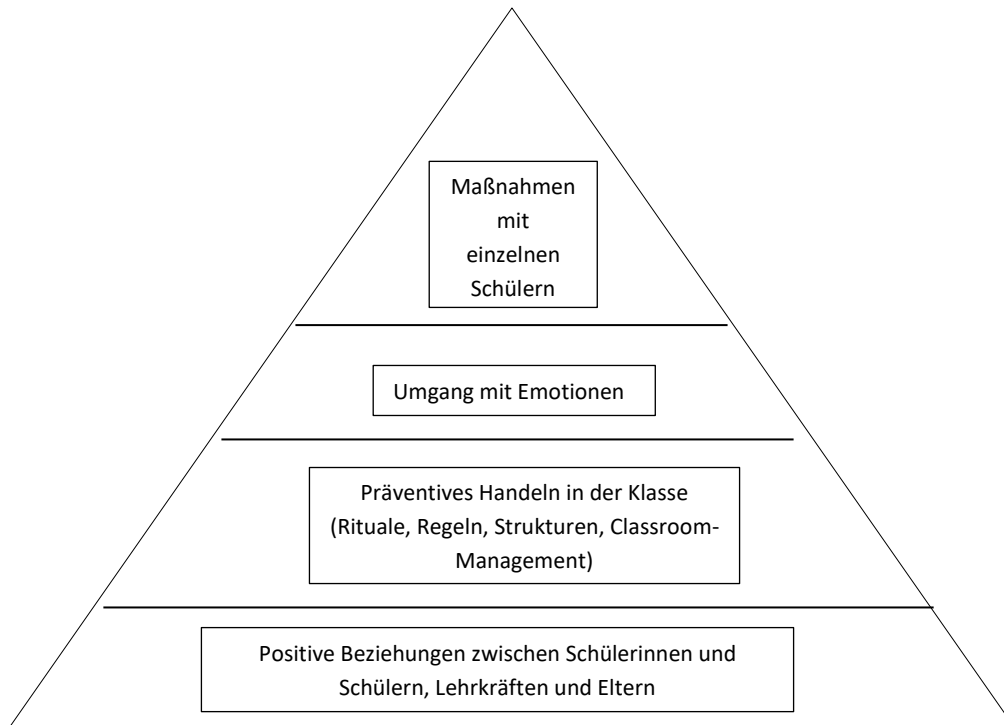 Maßnahmen
mit
einzelnen
Schülern
Umgang mit Emotionen
Präventives Handeln in der Klasse
(Rituale, Regeln, Strukturen, Classroom-
Management)
Positive Beziehungen zwischen Schülerinnen und
Schülern, Lehrkräften und Eltern